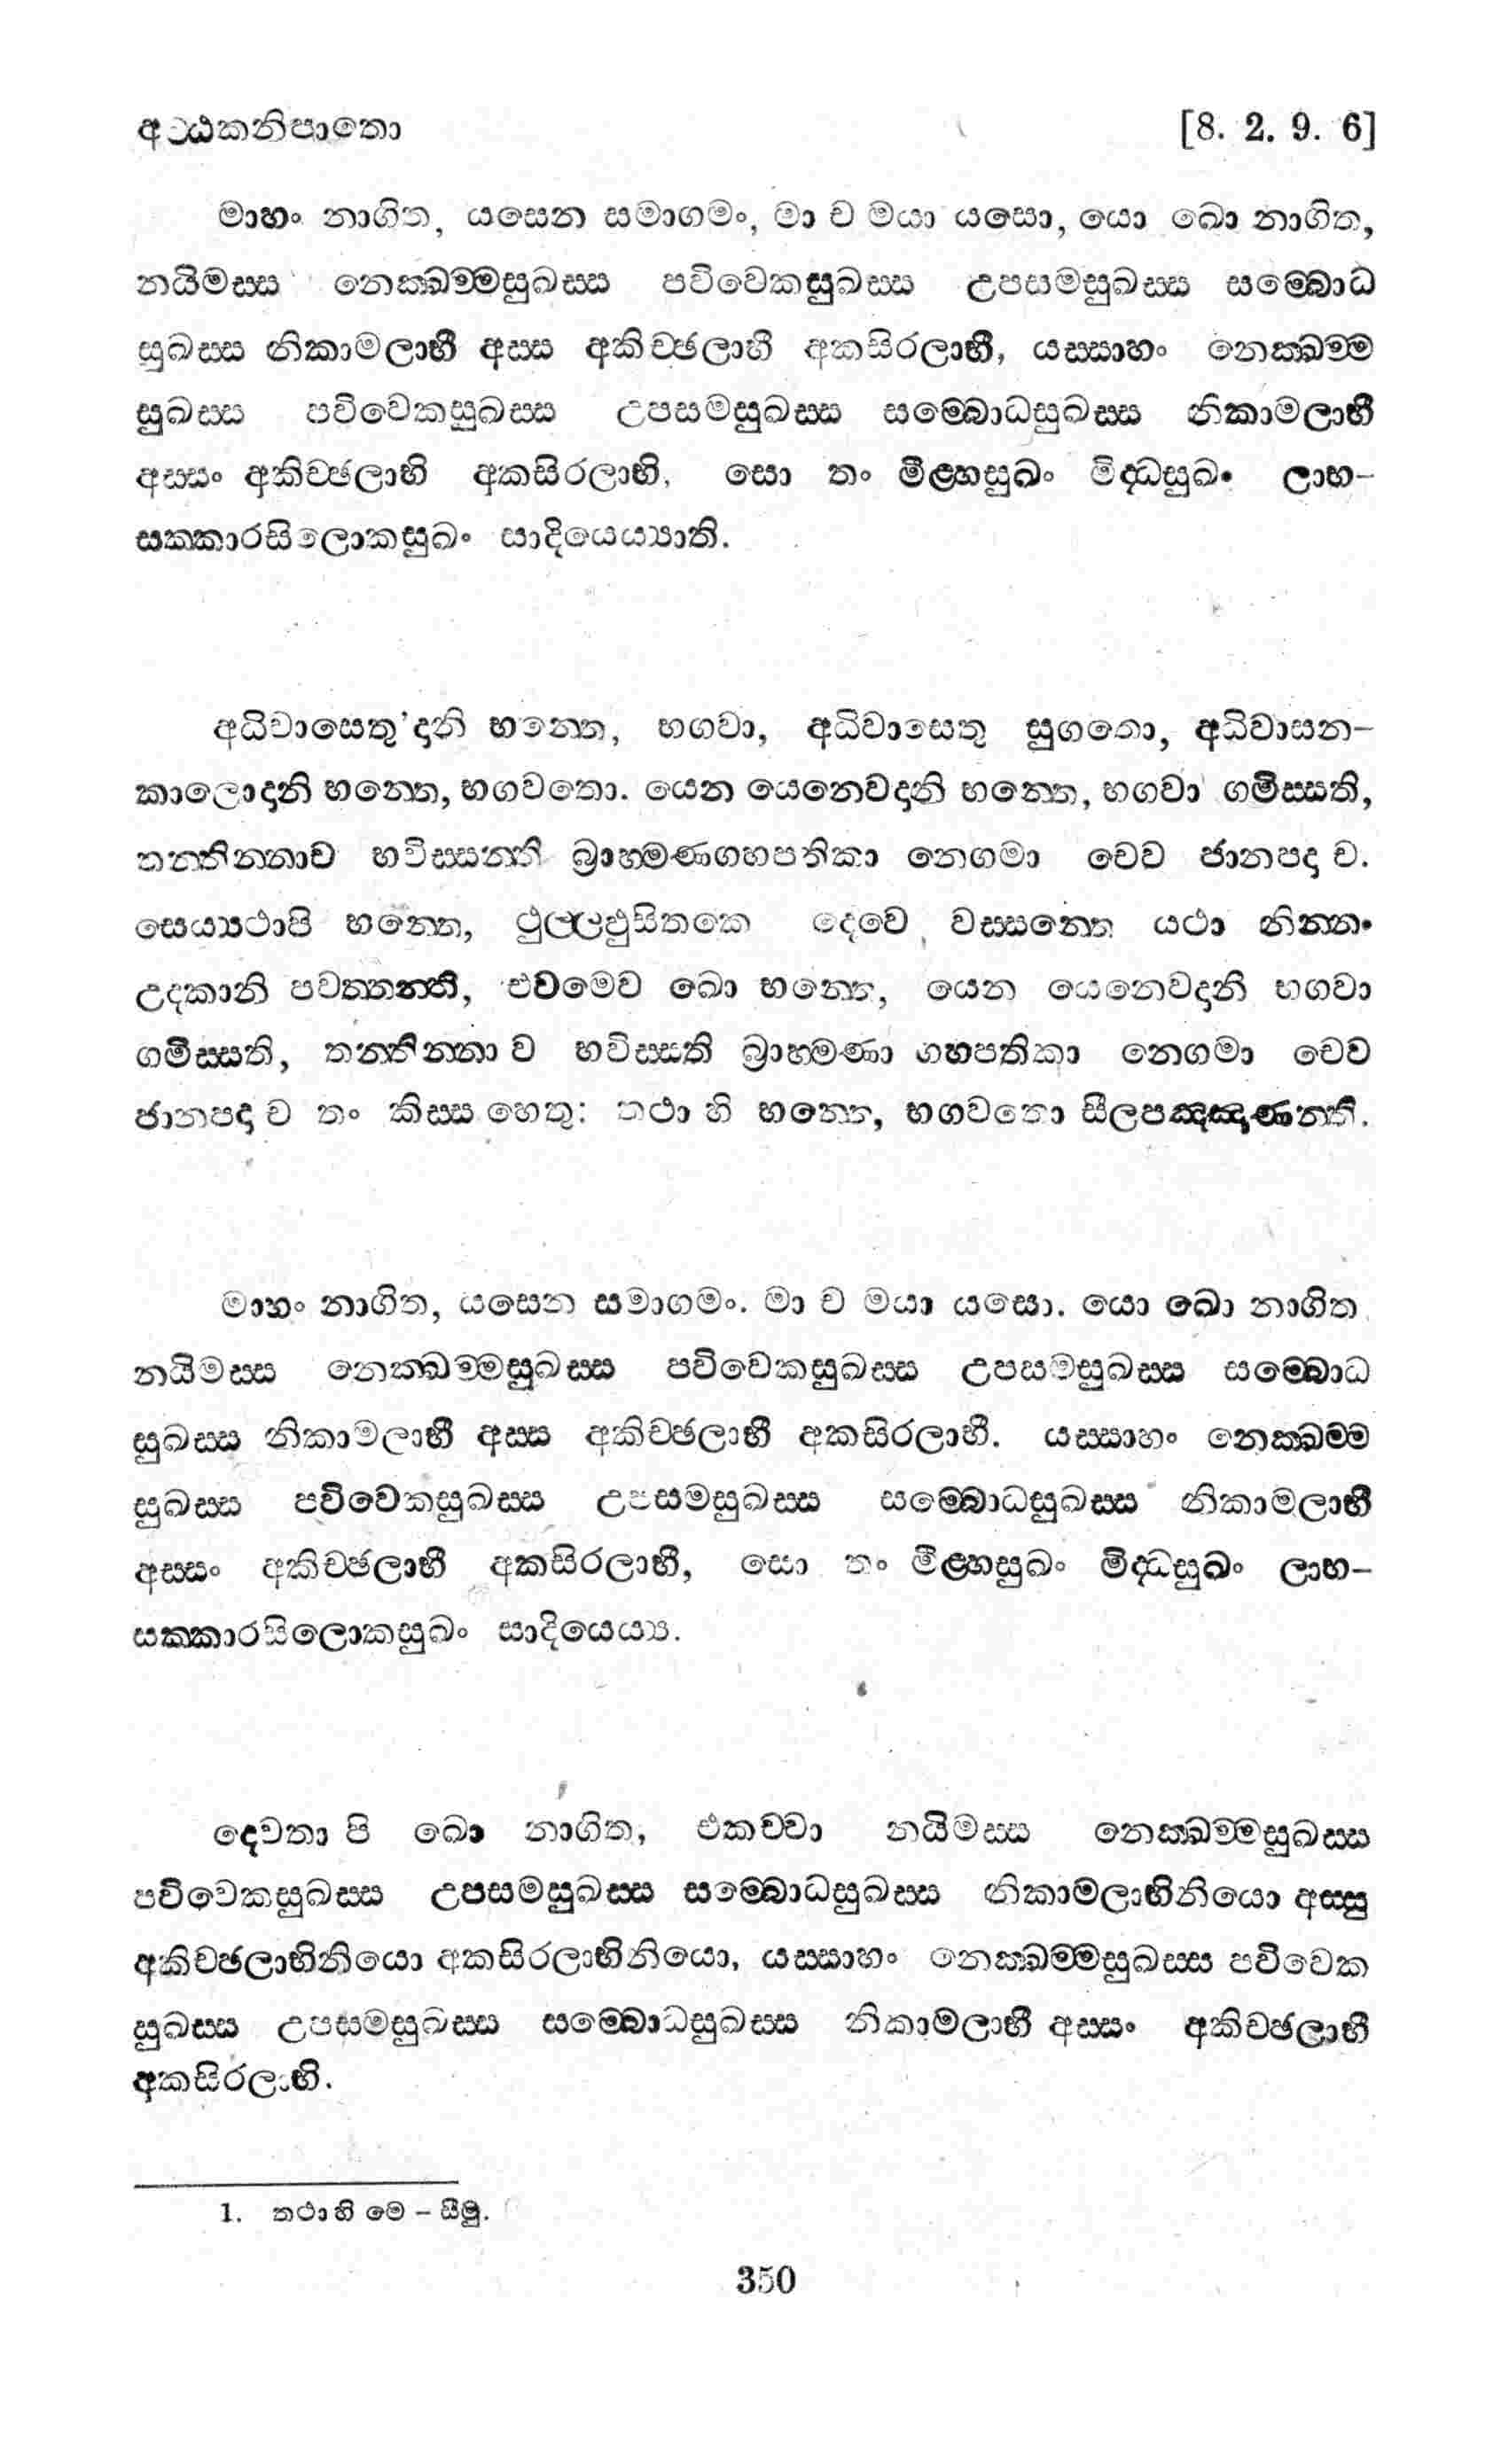 අට්ඨකනිපාතො [8. 2. 9. 6]
මාහං නාගිත, යසෙන සමාගමං, මා ච මයා යසො, යො ඛො නාගිත,
නයිමස්ස නෙක්ඛම්මසුඛස්ස පවිවෙකසුඛස්ස උපසමසුඛස්ස සම්බොධ
සුඛස්ස නිකාමලාභී අස්ස අකිච්ඡලාභී අකසිරලාභී, යස්සාහං නෙක්ඛම්ම
සුඛස්ස පවිවෙකසුඛස්ස උපසමසුඛස්ස සම්බොධසුඛස්ස නිකාමලාභී
අස්සං අකිච්ඡලාභි අකසිරලාභි, සො තං මීළ්හසුඛං මිද්ධසුඛං ලාභ-
සක්කාරසිලොකසුඛං සාදියෙය්‍යාති.
අධිවාසෙතු'දානි භන්තෙ, භගවා, අධිවාසෙතු සුගතො, අධිවාසන-
කාලොදානි භන්තෙ, භගවතො. යෙන යෙනෙවදානි භන්තෙ, භගවා ගමිස්සති,
තන්නින්නාච භවිස්සන්ති බ්‍රාහ්මණගහපතිකා නෙගමා චෙව ජානපදා ච.
සෙය්‍යථාපි භන්තෙ, ථුල්ලඵුසිතකෙ දෙවෙ වස්සන්තෙ යථා නින්නං
උදකානි පවත්තන්ති, එවමෙව ඛො භන්තෙ, යෙන යෙනෙවදානි භගවා
ගමිස්සති, තන්නින්නා ව භවිස්සති බ්‍රාහ්මණා ගහපතිකා නෙගමා චෙව
ජානපදා ච තං කිස්ස හෙතු: තථා හි භන්තෙ, භගවතො සීලපඤ්ඤාණන්ති.
මාහං නාගිත, යසෙන සමාගමං. මා ච මයා යසො. යො ඛො නාගිත,
නයිමස්ස නෙක්ඛම්මසුඛස්ස පවිවෙකසුඛස්ස උපසමසුඛස්ස සම්බොධ
සුඛස්ස නිකාමලාභී අස්ස අකිච්ඡලාභී අකසිරලාභී. යස්සාහං නෙක්ඛම්ම
සුඛස්ස පවිවෙකසුඛස්ස උපසමසුඛස්ස සම්බොධසුඛස්ස නිකාමලාභී
අස්සං අකිච්ඡලාභී අකසිරලාභී, සො තං මීළ්හසුඛං මිද්ධසුඛං ලාභ-
සක්කාරසිලොකසුඛං සාදියෙය්‍ය.
දෙවතා පි ඛො නාගිත, එකච්චා නයිමස්ස නෙක්ඛම්මසුඛස්ස
පවිවෙකසුඛස්ස උපසමසුඛස්ස සම්බොධසුඛස්ස නිකාමලාභිනියො අස්සු
අකිච්ඡලාභිනියො අකසිරලාභිනියො, යස්සාහං නෙක්ඛම්මසුඛස්ස පවිවෙක
සුඛස්ස උපසමසුඛස්ස සම්බොධසුඛස්ස නිකාමලාභී අස්සං අකිච්ඡලාභී
අකසිරලාභි.
1. තථා හි මෙ - සීමු.
350